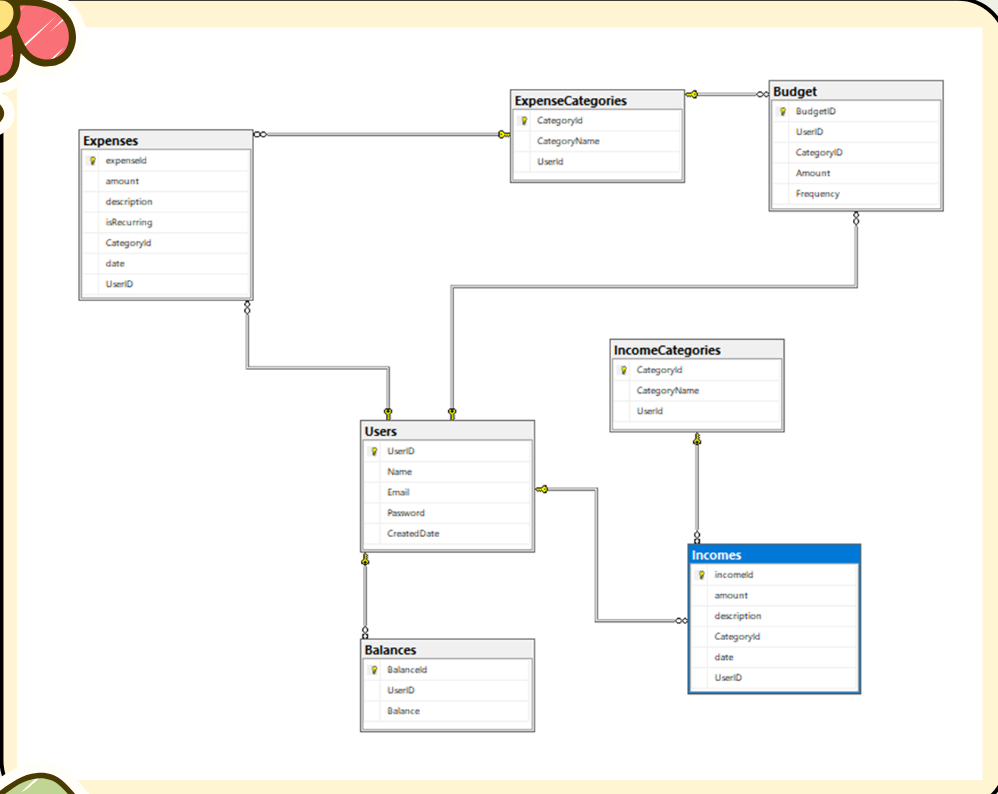 Expenses
expenseId
amount
description
isRecurring
CategoryId
date
UserID
ExpenseCategories
CategoryId
CategoryName
UserId
Budget
BudgetID
UserID
CategoryID
Amount
Frequency
IncomeCategories
CategoryId
CategoryName
UserId
Users
UserID
Name
Email
Password
CreatedDate
Incomes
incomeId
amount
description
CategoryId
date
UserID
Balances
BalanceId
UserID
Balance